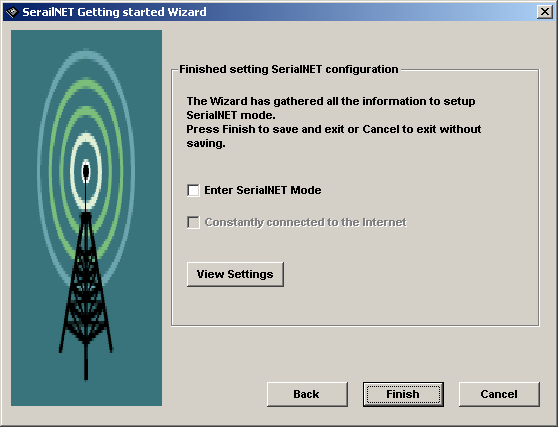 SerailNET Getting started Wizard
Finished setting SerialNET configuration
The Wizard has gathered all the information to setup
SerialNET mode.
Press Finish to save and exit or Cancel to exit without
saving.
Enter SerialNET Mode
Constantly connected to the Internet
View Settings
Back
Finish
Cancel